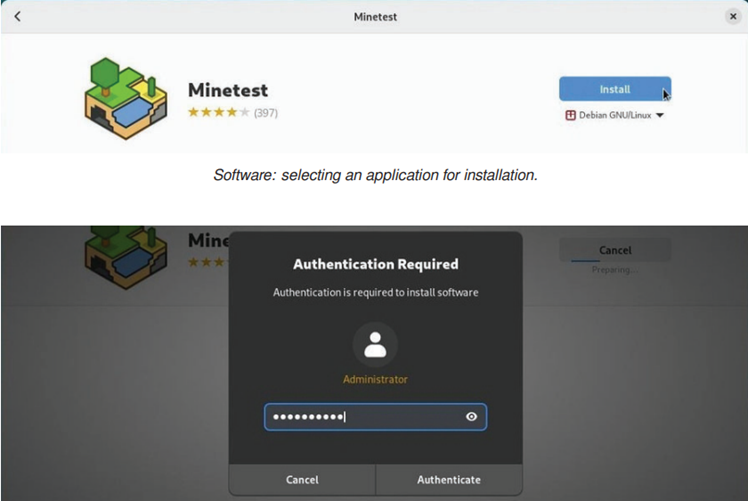 Minetest
Minetest
Install
(397)
Debian GNU/Linux
Software: selecting an application for installation.
Mine
Cancel
Preparing...
Authentication Required
Authentication is required to install software
Administrator
Cancel
Authenticate